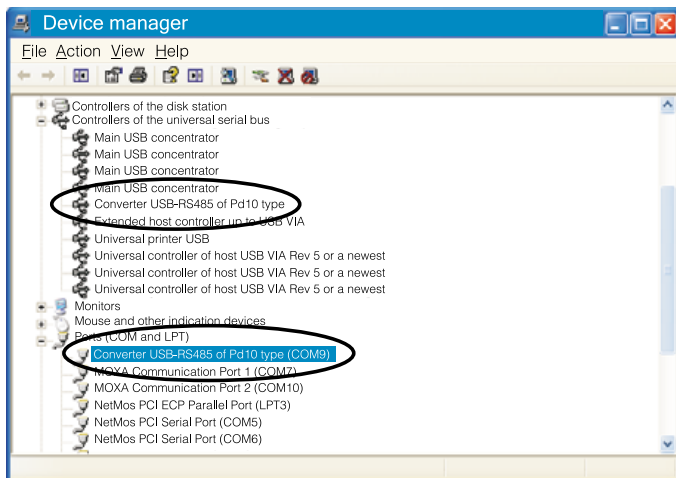 Device manager
File Action View Help
Controllers of the disk station
Controllers of the universal serial bus
Main USB concentrator
Main USB concentrator
Main USB concentrator
Main USB concentrator
Converter USB-RS485 of Pd10 type
Extended host controller up to USB VIA
Universal printer USB
Universal controller of host USB VIA Rev 5 or a newest
Universal controller of host USB VIA Rev 5 or a newest
Universal controller of host USB VIA Rev 5 or a newest
Monitors
Mouse and other indication devices
Ports (COM and LPT)
Converter USB-RS485 of Pd10 type (COM9)
MOXA Communication Port 1 (COM7)
MOXA Communication Port 2 (COM10)
NetMos PCI ECP Parallel Port (LPT3)
NetMos PCI Serial Port (COM5)
NetMos PCI Serial Port (COM6)